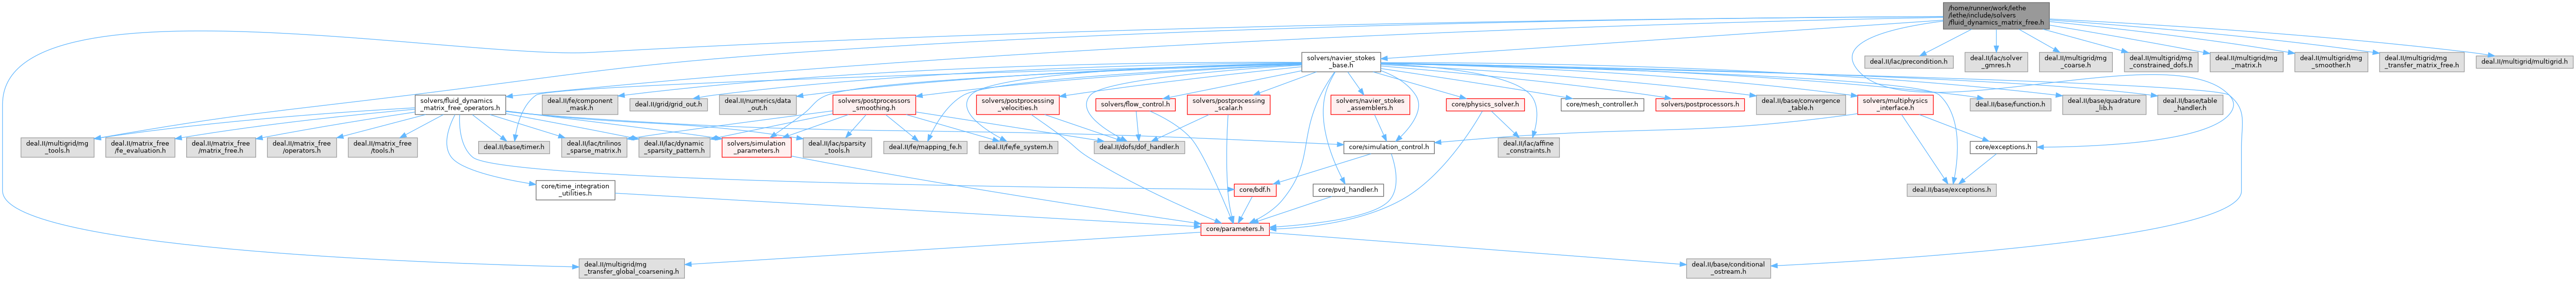 /home/runner/work/lethe
/lethe/include/solvers
/fluid_dynamics_matrix_free.h
solvers/navier_stokes
_base.h
deal.II/lac/precondition.h
deal.II/lac/solver
_gmres.h
deal.II/multigrid/mg
_coarse.h
deal.II/multigrid/mg
_constrained_dofs.h
deal.II/multigrid/mg
_matrix.h
deal.II/multigrid/mg
_smoother.h
deal.II/multigrid/mg
_transfer_matrix_free.h
deal.II/multigrid/multigrid.h
solvers/fluid_dynamics
_matrix_free_operators.h
deal.II/fe/component
_mask.h
deal.II/grid/grid_out.h
deal.II/numerics/data
_out.h
solvers/postprocessors
_smoothing.h
solvers/postprocessing
_velocities.h
solvers/flow_control.h
solvers/postprocessing
_scalar.h
solvers/navier_stokes
_assemblers.h
core/physics_solver.h
core/mesh_controller.h
solvers/postprocessors.h
deal.II/base/convergence
_table.h
solvers/multiphysics
_interface.h
deal.II/base/function.h
deal.II/base/quadrature
_lib.h
deal.II/base/table
_handler.h
deal.II/multigrid/mg
_tools.h
deal.II/matrix_free
/fe_evaluation.h
deal.II/matrix_free
/matrix_free.h
deal.II/matrix_free
/operators.h
deal.II/matrix_free
/tools.h
deal.II/base/timer.h
deal.II/lac/trilinos
_sparse_matrix.h
deal.II/lac/dynamic
_sparsity_pattern.h
solvers/simulation
_parameters.h
deal.II/lac/sparsity
_tools.h
deal.II/fe/mapping_fe.h
deal.II/fe/fe_system.h
deal.II/dofs/dof_handler.h
core/simulation_control.h
deal.II/lac/affine
_constraints.h
core/exceptions.h
core/time_integration
_utilities.h
core/bdf.h
core/pvd_handler.h
deal.II/base/exceptions.h
core/parameters.h
deal.II/multigrid/mg
_transfer_global_coarsening.h
deal.II/base/conditional
_ostream.h